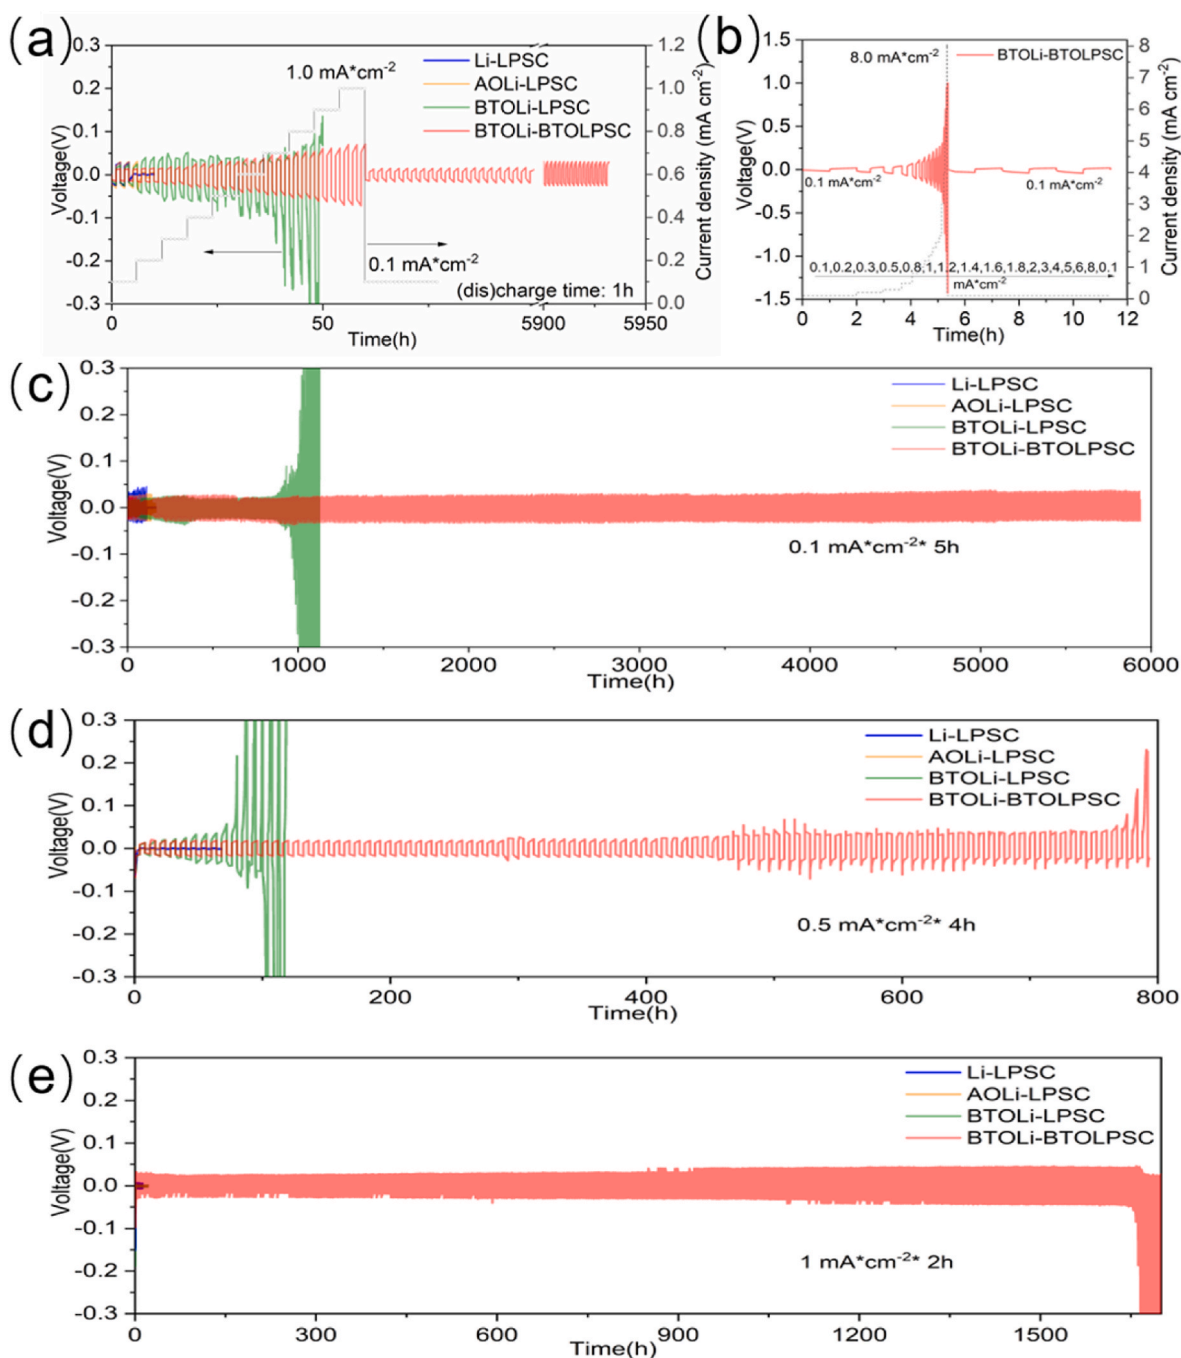 (a)
0.3
0.2
0.1
0.0
-0.1
-0.2
-0.3
Voltage(V)
Li-LPSC
AOLi-LPSC
BTOLi-LPSC
BTOLi-BTOLPSC
1.0 mA*cm-2
0.1 mA*cm-2
(dis)charge time: 1h
1.2
1.1
1.0
0.9
0.8
0.7
0.6
0.5
0.4
0.3
0.2
0.1
0.0
Current density (mA cm-2)
0
50
5900
5950
Time(h)
(b)
1.5
1.0
0.5
0.0
-0.5
-1.0
-1.5
Voltage(V)
8.0 mA*cm-2
BTOLi-BTOLPSC
0.1 mA*cm-2
0.1 mA*cm-2
0.1,0.2,0.3,0.5,0.8,1,1.2,1.4,1.6,1.8,2,3,4,5,6,8,0.1
mA*cm-2
8
7
6
5
4
3
2
1
0
Current density (mA cm-2)
0
2
4
6
8
10
12
Time(h)
(c)
0.3
0.2
0.1
0.0
-0.1
-0.2
-0.3
Voltage(V)
Li-LPSC
AOLi-LPSC
BTOLi-LPSC
BTOLi-BTOLPSC
0.1 mA*cm-2* 5h
0
1000
2000
3000
4000
5000
6000
Time(h)
(d)
0.3
0.2
0.1
0.0
-0.1
-0.2
-0.3
Voltage(V)
Li-LPSC
AOLi-LPSC
BTOLi-LPSC
BTOLi-BTOLPSC
0.5 mA*cm-2* 4h
0
200
400
600
800
Time(h)
(e)
0.3
0.2
0.1
0.0
-0.1
-0.2
-0.3
Voltage(V)
Li-LPSC
AOLi-LPSC
BTOLi-LPSC
BTOLi-BTOLPSC
1 mA*cm-2* 2h
0
300
600
900
1200
1500
Time(h)